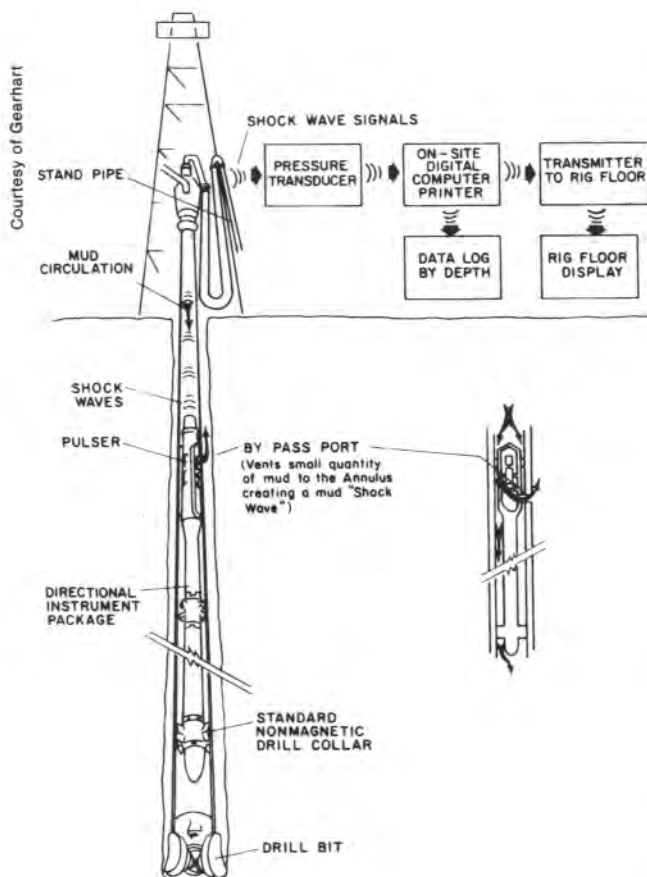 Courtesy of Gearhart
SHOCK WAVE SIGNALS
STAND PIPE
PRESSURE
TRANSDUCER
ON-SITE
DIGITAL
COMPUTER
PRINTER
TRANSMITTER
TO RIG FLOOR
MUD
CIRCULATION
DATA LOG
BY DEPTH
RIG FLOOR
DISPLAY
SHOCK
WAVES
PULSER
BY PASS PORT
(Vents small quantity
of mud to the Annulus
creating a mud "Shock
Wave")
DIRECTIONAL
INSTRUMENT
PACKAGE
STANDARD
NONMAGNETIC
DRILL COLLAR
DRILL BIT